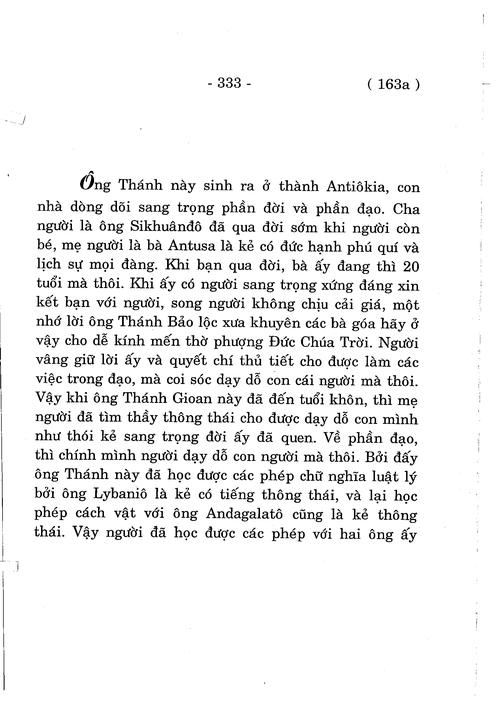 - 333 - ( 163a )
Ông Thánh này sinh ra ở thành Antiôkia, con
nhà dòng dõi sang trọng phần đời và phần đạo. Cha
người là ông Sikhuânđô đã qua đời sớm khi người còn
bé, mẹ người là bà Antusa là kẻ có đức hạnh phú quí và
lịch sự mọi đàng. Khi bạn qua đời, bà ấy đang thì 20
tuổi mà thôi. Khi ấy có người sang trọng xứng đáng xin
kết bạn với người, song người không chịu cải giá, một
nhớ lời ông Thánh Bảo lộc xưa khuyên các bà góa hãy ở
vậy cho dễ kính mến thờ phượng Đức Chúa Trời. Người
vâng giữ lời ấy và quyết chí thủ tiết cho được làm các
việc trong đạo, mà coi sóc dạy dỗ con cái người mà thôi.
Vậy khi ông Thánh Gioan này đã đến tuổi khôn, thì mẹ
người đã tìm thầy thông thái cho được dạy dỗ con mình
như thói kẻ sang trọng đời ấy đã quen. Về phần đạo,
thì chính mình người dạy dỗ con người mà thôi. Bởi đấy
ông Thánh này đã học được các phép chữ nghĩa luật lý
bởi ông Lybaniô là kẻ có tiếng thông thái, và lại học
phép cách vật với ông Andagalatô cũng là kẻ thông
thái. Vậy người đã học được các phép với hai ông ấy